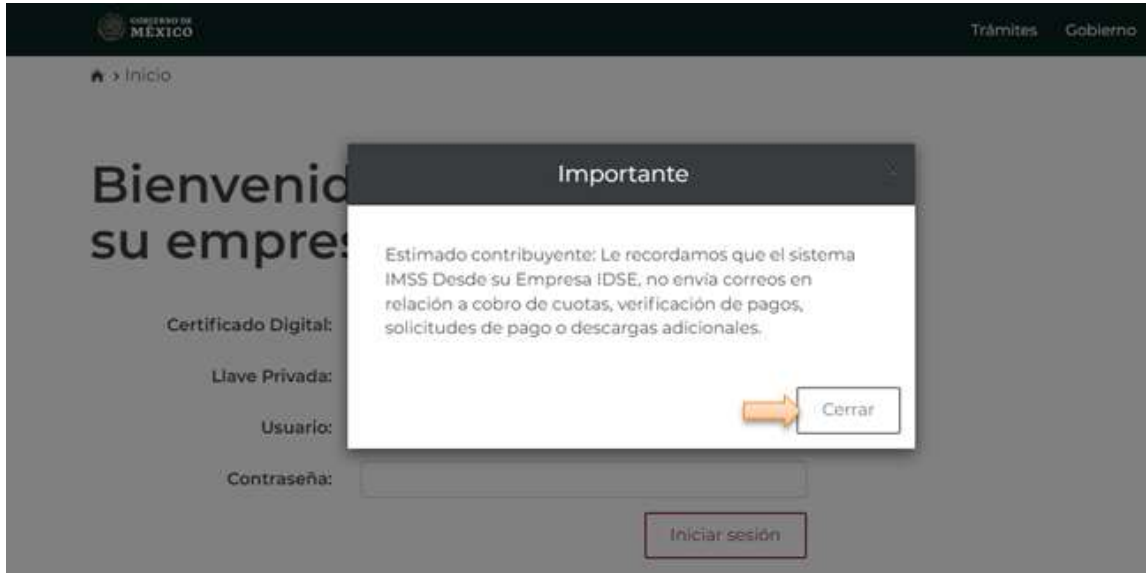 GOBIERNO DE
MÉXICO
Trámites Gobierno
> Inicio
Bienvenid
su empres
Importante
Estimado contribuyente: Le recordamos que el sistema
IMSS Desde su Empresa IDSE, no envía correos en
relación a cobro de cuotas, verificación de pagos,
solicitudes de pago o descargas adicionales.
Cerrar
Certificado Digital:
Llave Privada:
Usuario:
Contraseña:
Iniciar sesión